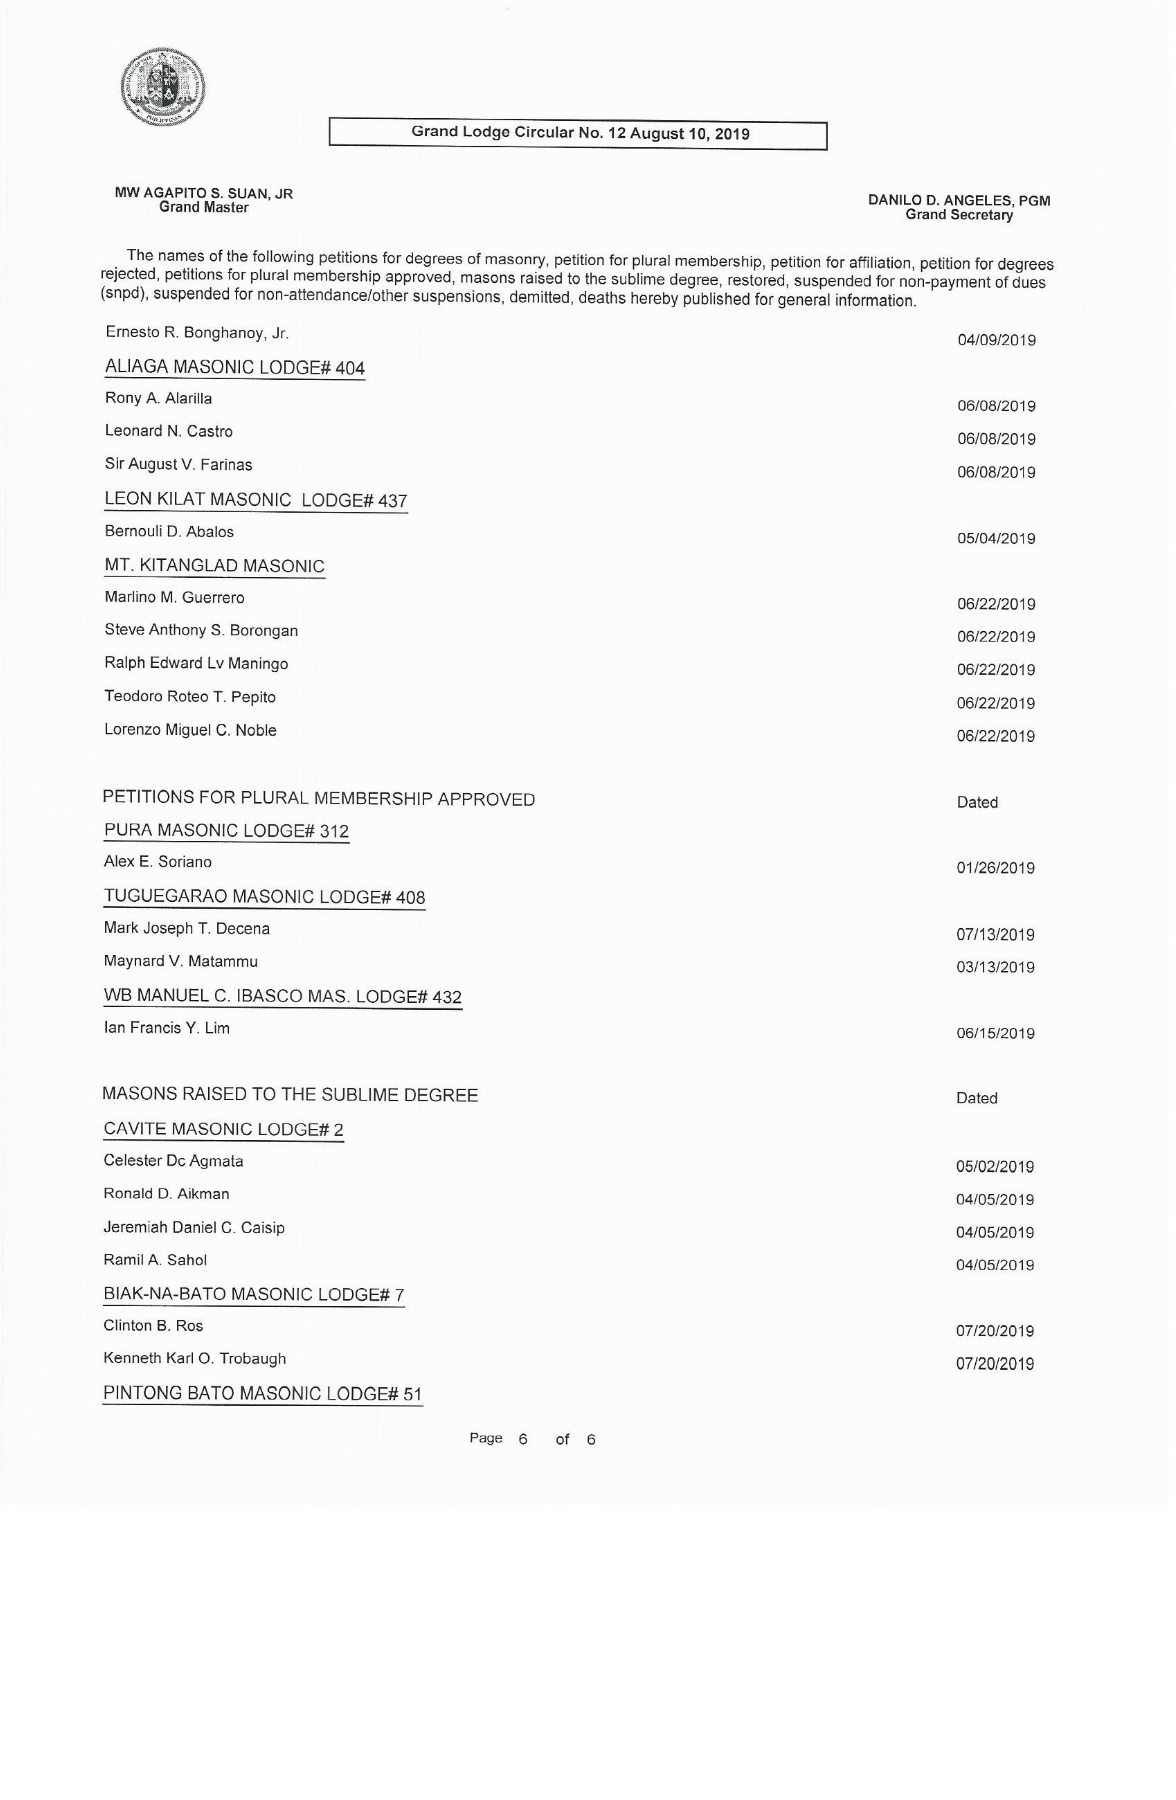 PHILIPPINES
Grand Lodge Circular No. 12 August 10, 2019
MW AGAPITO S. SUAN, JR
Grand Master
DANILO D. ANGELES, PGM
Grand Secretary
The names of the following petitions for degrees of masonry, petition for plural membership, petition for affiliation, petition for degrees
rejected, petitions for plural membership approved, masons raised to the sublime degree, restored, suspended for non-payment of dues
(snpd), suspended for non-attendance/other suspensions, demitted, deaths hereby published for general information.
Ernesto R. Bonghanoy, Jr. 04/09/2019
ALIAGA MASONIC LODGE# 404
Rony A. Alarilla 06/08/2019
Leonard N. Castro 06/08/2019
Sir August V. Farinas 06/08/2019
LEON KILAT MASONIC LODGE# 437
Bernouli D. Abalos 05/04/2019
MT. KITANGLAD MASONIC
Marlino M. Guerrero 06/22/2019
Steve Anthony S. Borongan 06/22/2019
Ralph Edward Lv Maningo 06/22/2019
Teodoro Roteo T. Pepito 06/22/2019
Lorenzo Miguel C. Noble 06/22/2019
PETITIONS FOR PLURAL MEMBERSHIP APPROVED Dated
PURA MASONIC LODGE# 312
Alex E. Soriano 01/26/2019
TUGUEGARAO MASONIC LODGE# 408
Mark Joseph T. Decena 07/13/2019
Maynard V. Matammu 03/13/2019
WB MANUEL C. IBASCO MAS. LODGE# 432
Ian Francis Y. Lim 06/15/2019
MASONS RAISED TO THE SUBLIME DEGREE Dated
CAVITE MASONIC LODGE# 2
Celester Dc Agmata 05/02/2019
Ronald D. Aikman 04/05/2019
Jeremiah Daniel C. Caisip 04/05/2019
Ramil A. Sahol 04/05/2019
BIAK-NA-BATO MASONIC LODGE# 7
Clinton B. Ros 07/20/2019
Kenneth Karl O. Trobaugh 07/20/2019
PINTONG BATO MASONIC LODGE# 51
Page 6 of 6